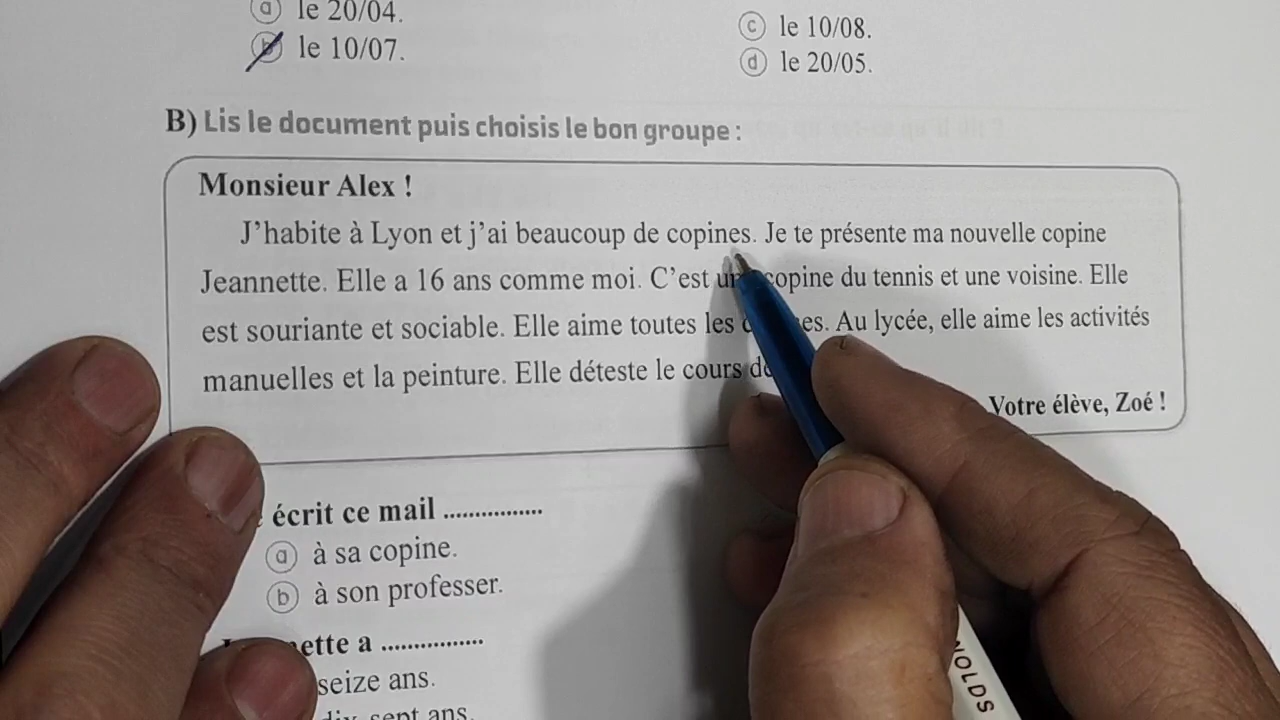 ⓐ le 20/04.
ⓑ le 10/07.
ⓒ le 10/08.
ⓓ le 20/05.
B) Lis le document puis choisis le bon groupe :
Monsieur Alex !
J'habite à Lyon et j'ai beaucoup de copines. Je te présente ma nouvelle copine
Jeannette. Elle a 16 ans comme moi. C'est copine du tennis et une voisine. Elle
est souriante et sociable. Elle aime toutes les Au lycée, elle aime les activités
manuelles et la peinture. Elle déteste le cours
Votre élève, Zoé !
écrit ce mail ................
ⓐ à sa copine.
ⓑ à son professer.
a ................
seize ans.
dix-sept ans.
NOLDS